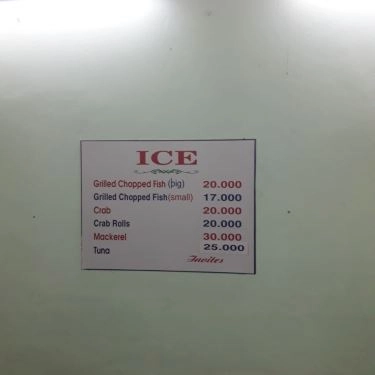 ICE
Grilled Chopped Fish (big) 20.000
Grilled Chopped Fish (small) 17.000
Crab 20.000
Crab Rolls 20.000
Mackerel 30.000
Tuna 25.000
Invites